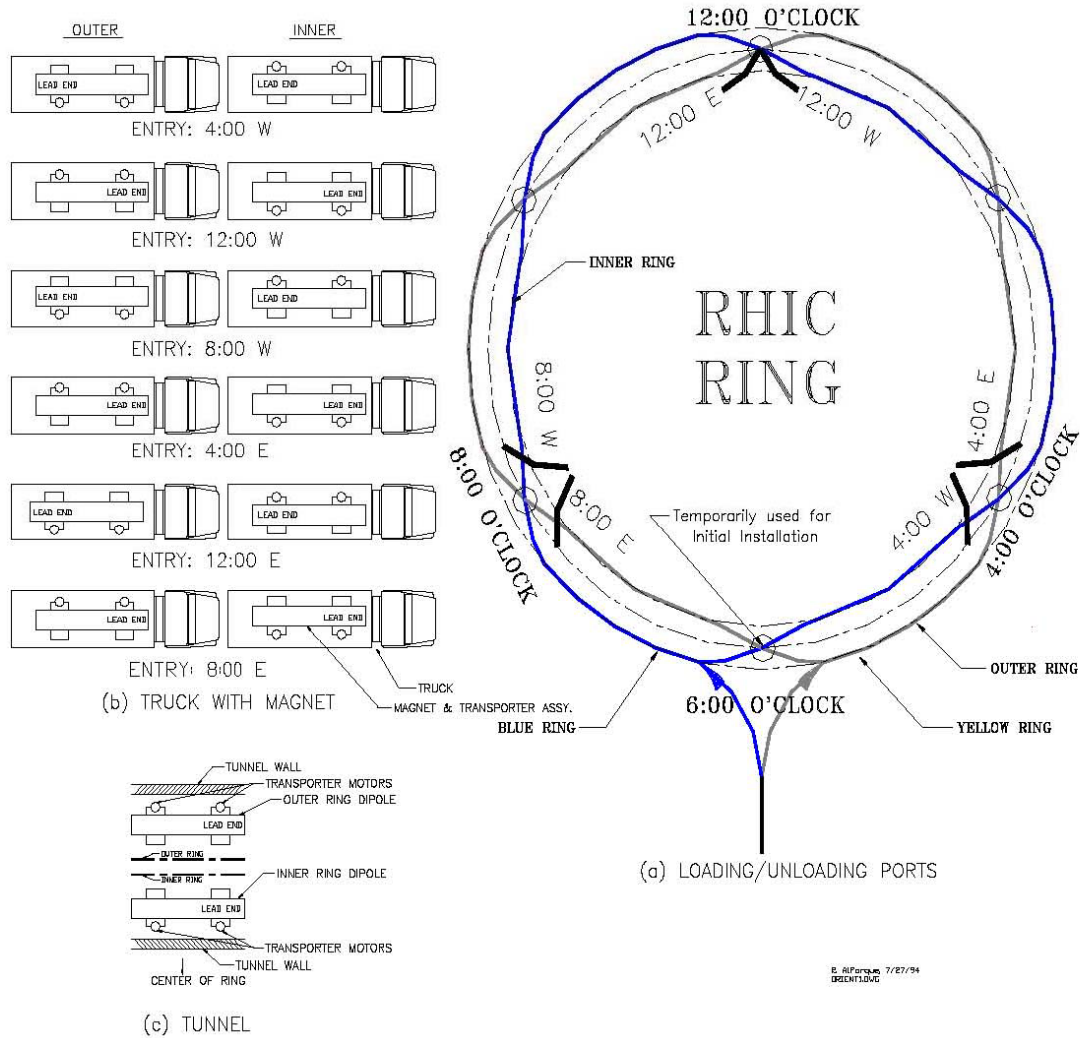 OUTER INNER
LEAD END LEAD END
ENTRY: 4:00 W
LEAD END LEAD END
ENTRY: 12:00 W
LEAD END LEAD END
ENTRY: 8:00 W
LEAD END LEAD END
ENTRY: 4:00 E
LEAD END LEAD END
ENTRY: 12:00 E
LEAD END LEAD END
ENTRY: 8:00 E
TRUCK
MAGNET & TRANSPORTER ASSY.
(b) TRUCK WITH MAGNET
12:00 O'CLOCK
12:00 E
12:00 W
INNER RING
RHIC
RING
8:00 W
4:00 E
8:00 O'CLOCK
8:00 E
Temporarily used for
Initial Installation
4:00 W
4:00 O'CLOCK
OUTER RING
6:00 O'CLOCK
BLUE RING
YELLOW RING
(a) LOADING/UNLOADING PORTS
TUNNEL WALL
TRANSPORTER MOTORS
OUTER RING DIPOLE
LEAD END
OUTER RING
INNER RING
INNER RING DIPOLE
LEAD END
TRANSPORTER MOTORS
TUNNEL WALL
CENTER OF RING
(c) TUNNEL
7/27/94